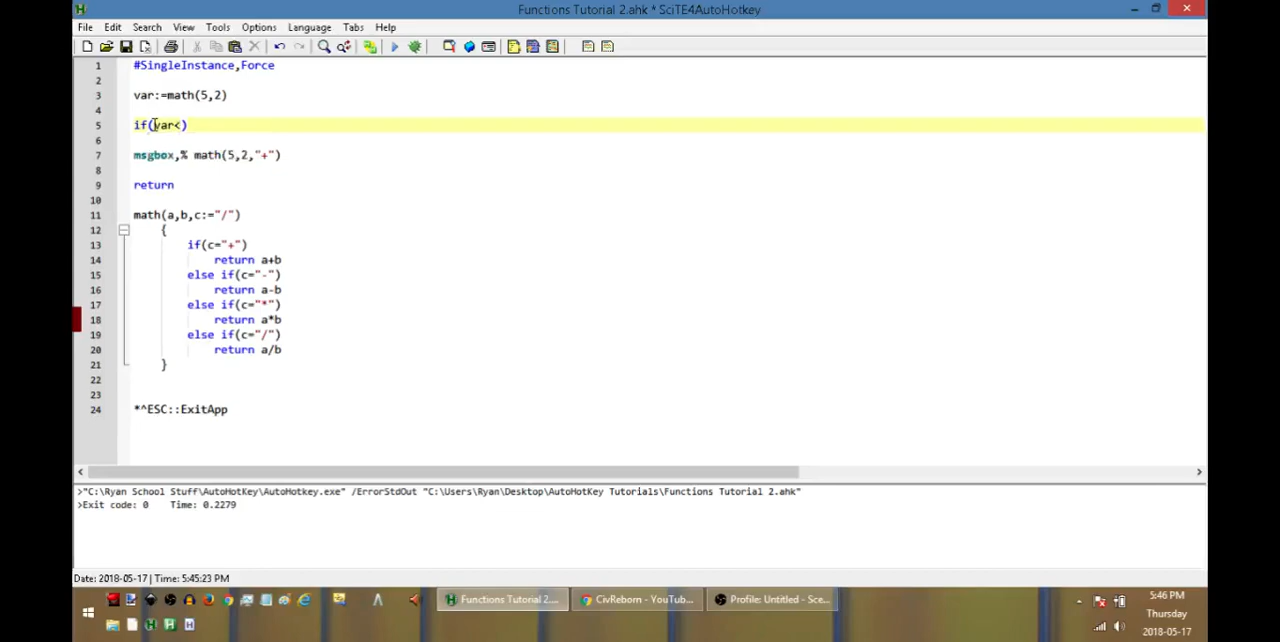 Functions Tutorial 2.ahk * SciTE4AutoHotkey
File Edit Search View Tools Options Language Tabs Help
1 #SingleInstance,Force
2
3 var:=math(5,2)
4
5 if(var<)
6
7 msgbox,% math(5,2,"+")
8
9 return
10
11 math(a,b,c:="/")
12 {
13 if(c="+")
14 return a+b
15 else if(c="-")
16 return a-b
17 else if(c="*")
18 return a*b
19 else if(c="/")
20 return a/b
21 }
22
23
24 *^ESC::ExitApp
>"C:\Ryan School Stuff\AutoHotKey\AutoHotkey.exe" /ErrorStdOut "C:\Users\Ryan\Desktop\AutoHotKey Tutorials\Functions Tutorial 2.ahk"
>Exit code: 0 Time: 0.2279
Date: 2018-05-17 | Time: 5:45:23 PM
Functions Tutorial 2....
CivReborn - YouTub...
Profile: Untitled - Sce...
5:46 PM
Thursday
2018-05-17